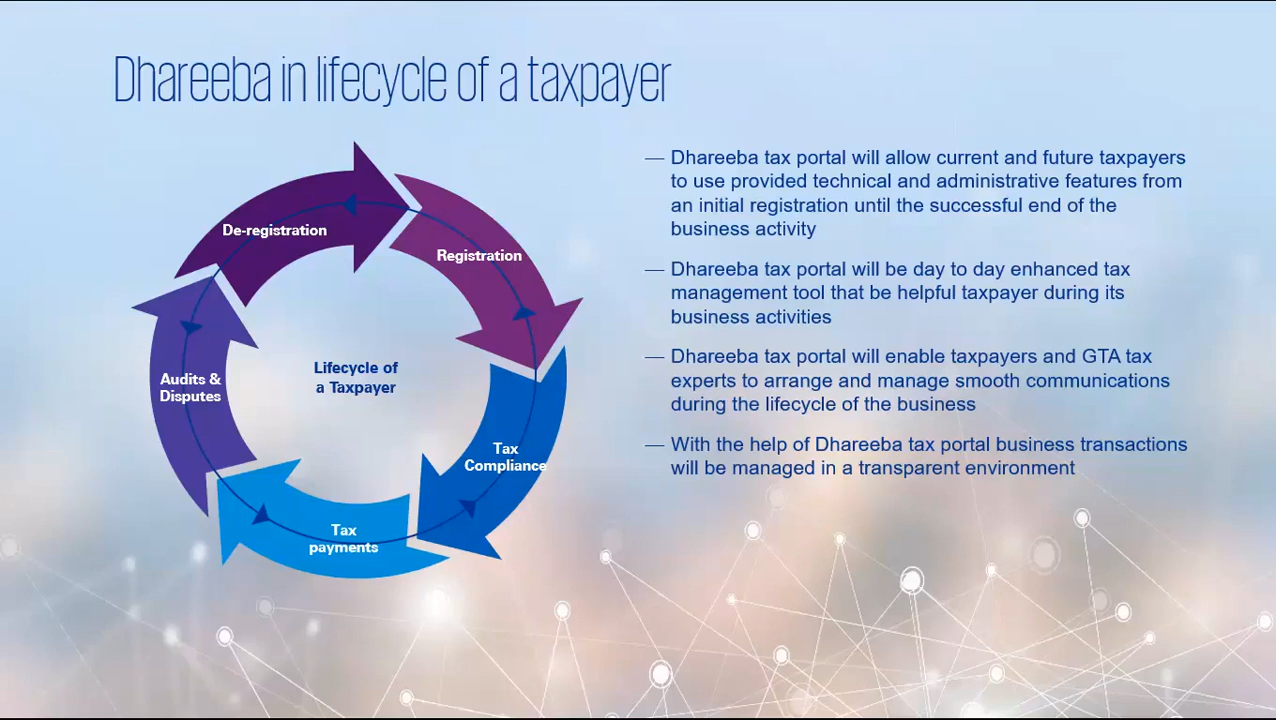 Dhareeba in lifecycle of a taxpayer
De-registration
Registration
Audits &
Disputes
Lifecycle of
a Taxpayer
Tax
Compliance
Tax
payments
— Dhareeba tax portal will allow current and future taxpayers
to use provided technical and administrative features from
an initial registration until the successful end of the
business activity
— Dhareeba tax portal will be day to day enhanced tax
management tool that be helpful taxpayer during its
business activities
— Dhareeba tax portal will enable taxpayers and GTA tax
experts to arrange and manage smooth communications
during the lifecycle of the business
— With the help of Dhareeba tax portal business transactions
will be managed in a transparent environment